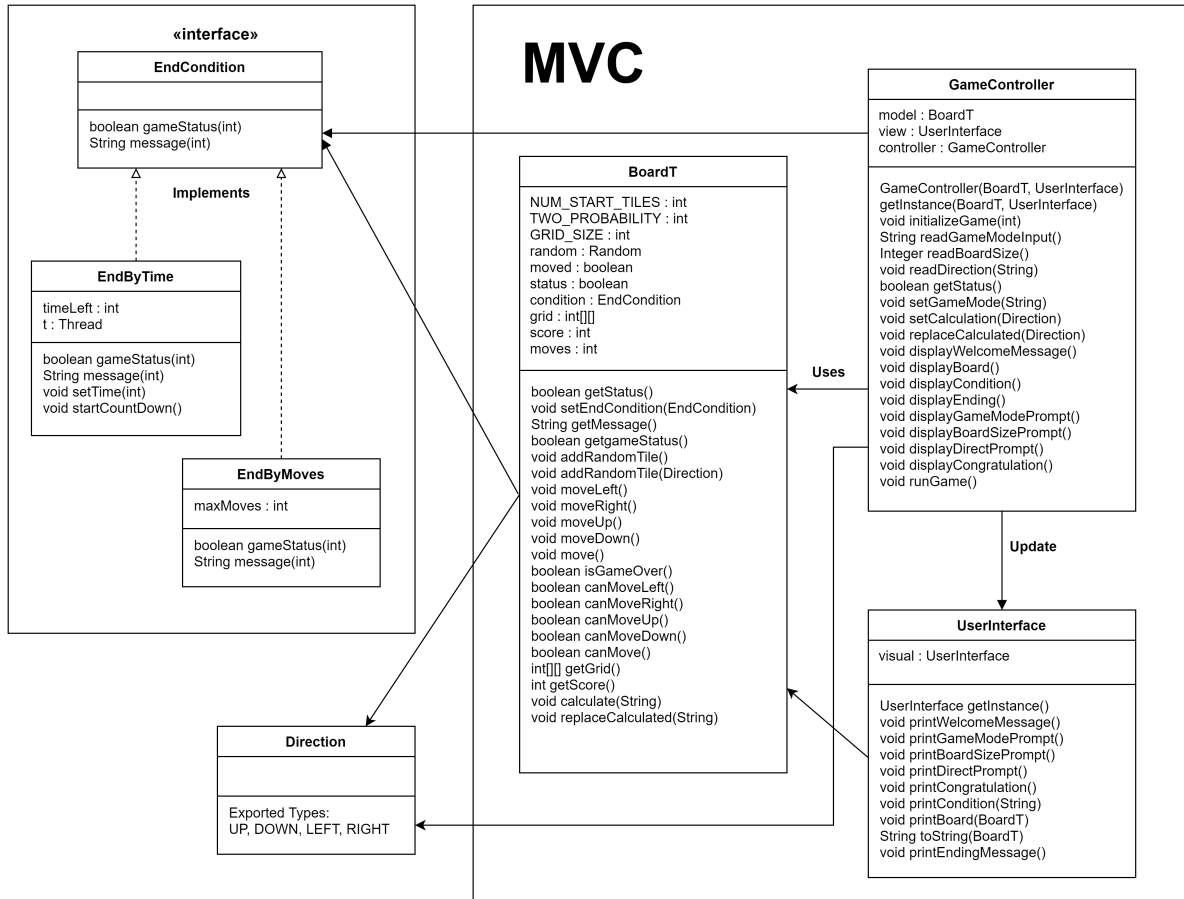 «interface»
EndCondition
boolean gameStatus(int)
String message(int)
Implements
EndByTime
timeLeft : int
t : Thread
boolean gameStatus(int)
String message(int)
void setTime(int)
void startCountDown()
EndByMoves
maxMoves : int
boolean gameStatus(int)
String message(int)
Direction
Exported Types:
UP, DOWN, LEFT, RIGHT
MVC
BoardT
NUM_START_TILES : int
TWO_PROBABILITY : int
GRID_SIZE : int
random : Random
moved : boolean
status : boolean
condition : EndCondition
grid : int[][]
score : int
moves : int
boolean getStatus()
void setEndCondition(EndCondition)
String getMessage()
boolean getgameStatus()
void addRandomTile()
void addRandomTile(Direction)
void moveLeft()
void moveRight()
void moveUp()
void moveDown()
void move()
boolean isGameOver()
boolean canMoveLeft()
boolean canMoveRight()
boolean canMoveUp()
boolean canMoveDown()
boolean canMove()
int[][] getGrid()
int getScore()
void calculate(String)
void replaceCalculated(String)
Uses
GameController
model : BoardT
view : UserInterface
controller : GameController
GameController(BoardT, UserInterface)
getInstance(BoardT, UserInterface)
void initializeGame(int)
String readGameModeInput()
Integer readBoardSize()
void readDirection(String)
boolean getStatus()
void setGameMode(String)
void setCalculation(Direction)
void replaceCalculated(Direction)
void displayWelcomeMessage()
void displayBoard()
void displayCondition()
void displayEnding()
void displayGameModePrompt()
void displayBoardSizePrompt()
void displayDirectPrompt()
void displayCongratulation()
void runGame()
Update
UserInterface
visual : UserInterface
UserInterface getInstance()
void printWelcomeMessage()
void printGameModePrompt()
void printBoardSizePrompt()
void printDirectPrompt()
void printCongratulation()
void printCondition(String)
void printBoard(BoardT)
String toString(BoardT)
void printEndingMessage()